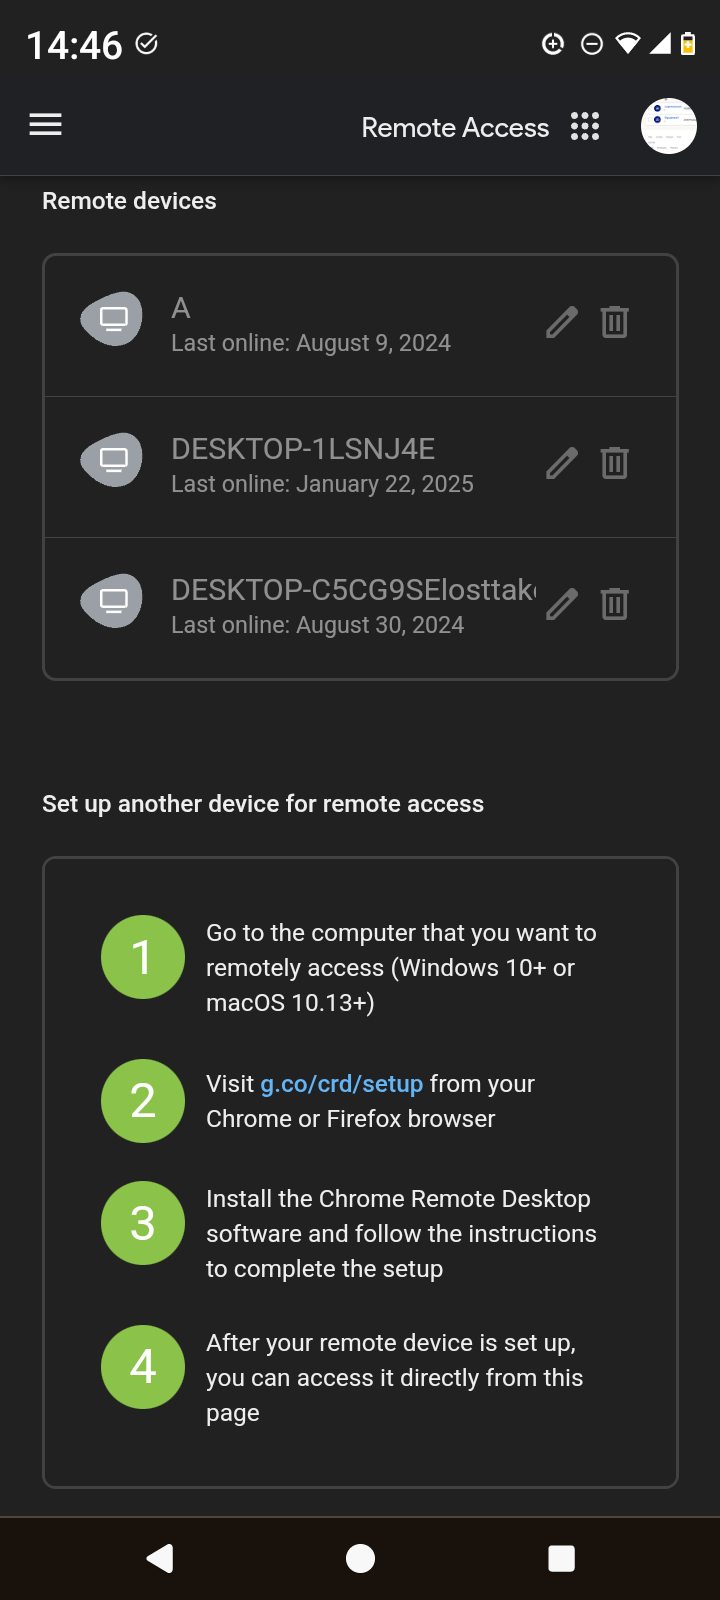 14:46
Remote Access
Remote devices
A
Last online: August 9, 2024
DESKTOP-1LSNJ4E
Last online: January 22, 2025
DESKTOP-C5CG9SElosttak
Last online: August 30, 2024
Set up another device for remote access
1
Go to the computer that you want to
remotely access (Windows 10+ or
macOS 10.13+)
2
Visit g.co/crd/setup from your
Chrome or Firefox browser
3
Install the Chrome Remote Desktop
software and follow the instructions
to complete the setup
4
After your remote device is set up,
you can access it directly from this
page